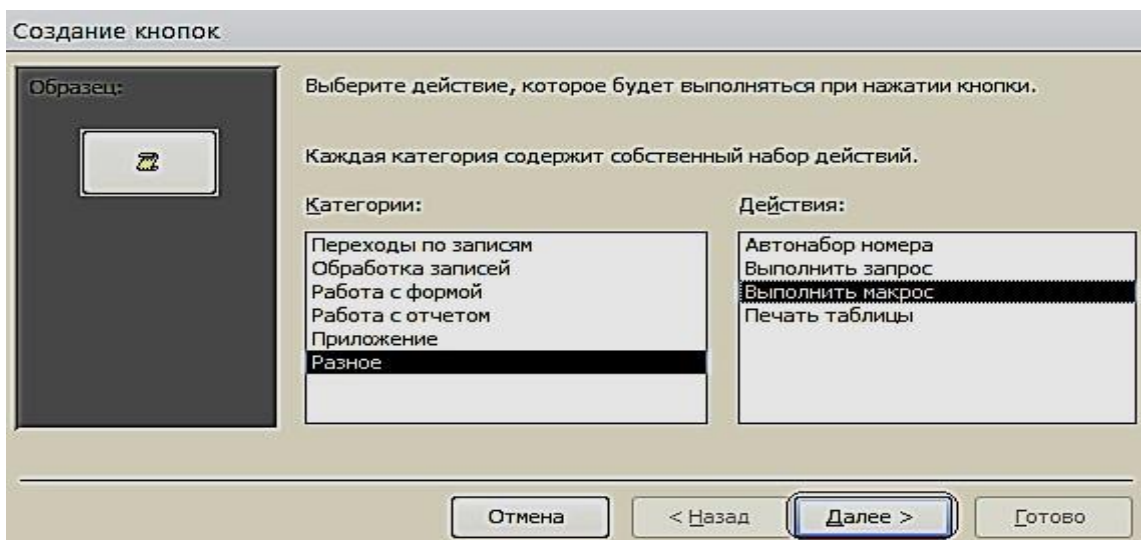 Создание кнопок
Образец:
Выберите действие, которое будет выполняться при нажатии кнопки.
Каждая категория содержит собственный набор действий.
Категории:
Переходы по записям
Обработка записей
Работа с формой
Работа с отчетом
Приложение
Разное
Действия:
Автонабор номера
Выполнить запрос
Выполнить макрос
Печать таблицы
Отмена
< Назад
Далее >
Готово